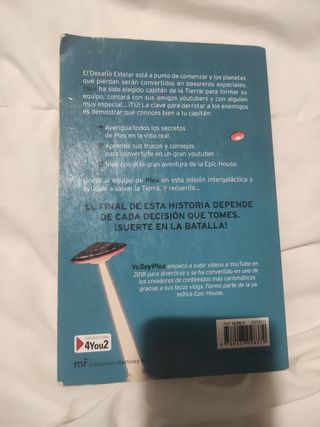 El Desafío Estelar está a punto de comenzar y los planetas
que pierdan serán convertidos en basureros espaciales.
Plex ha sido elegido capitán de la Tierra: para formar su
equipo, contará con sus amigos youtubers y con alguien
muy especial... ¡TÚ! La clave para derrotar a los enemigos
es demostrar que conoces bien a tu capitán:
Averigua todos los secretos
de Plex en la vida real.
Aprende sus trucos y consejos
para convertirte en un gran youtuber.
Vive con él la gran aventura de la Epic House.
Únete al equipo de Plex en esta misión intergaláctica y
ayúdale a salvar la Tierra. Y recuerda...
EL FINAL DE ESTA HISTORIA DEPENDE
DE CADA DECISIÓN QUE TOMES.
¡SUERTE EN LA BATALLA!
YoSoyPlex empezó a subir vídeos a YouTube en
2018 para divertirse y se ha convertido en uno de
los creadores de contenidos más carismáticos
gracias a sus locos vlogs. Formó parte de la ya
mítica Epic House.
SELECCIÓN
4You2
mr ediciones martínez